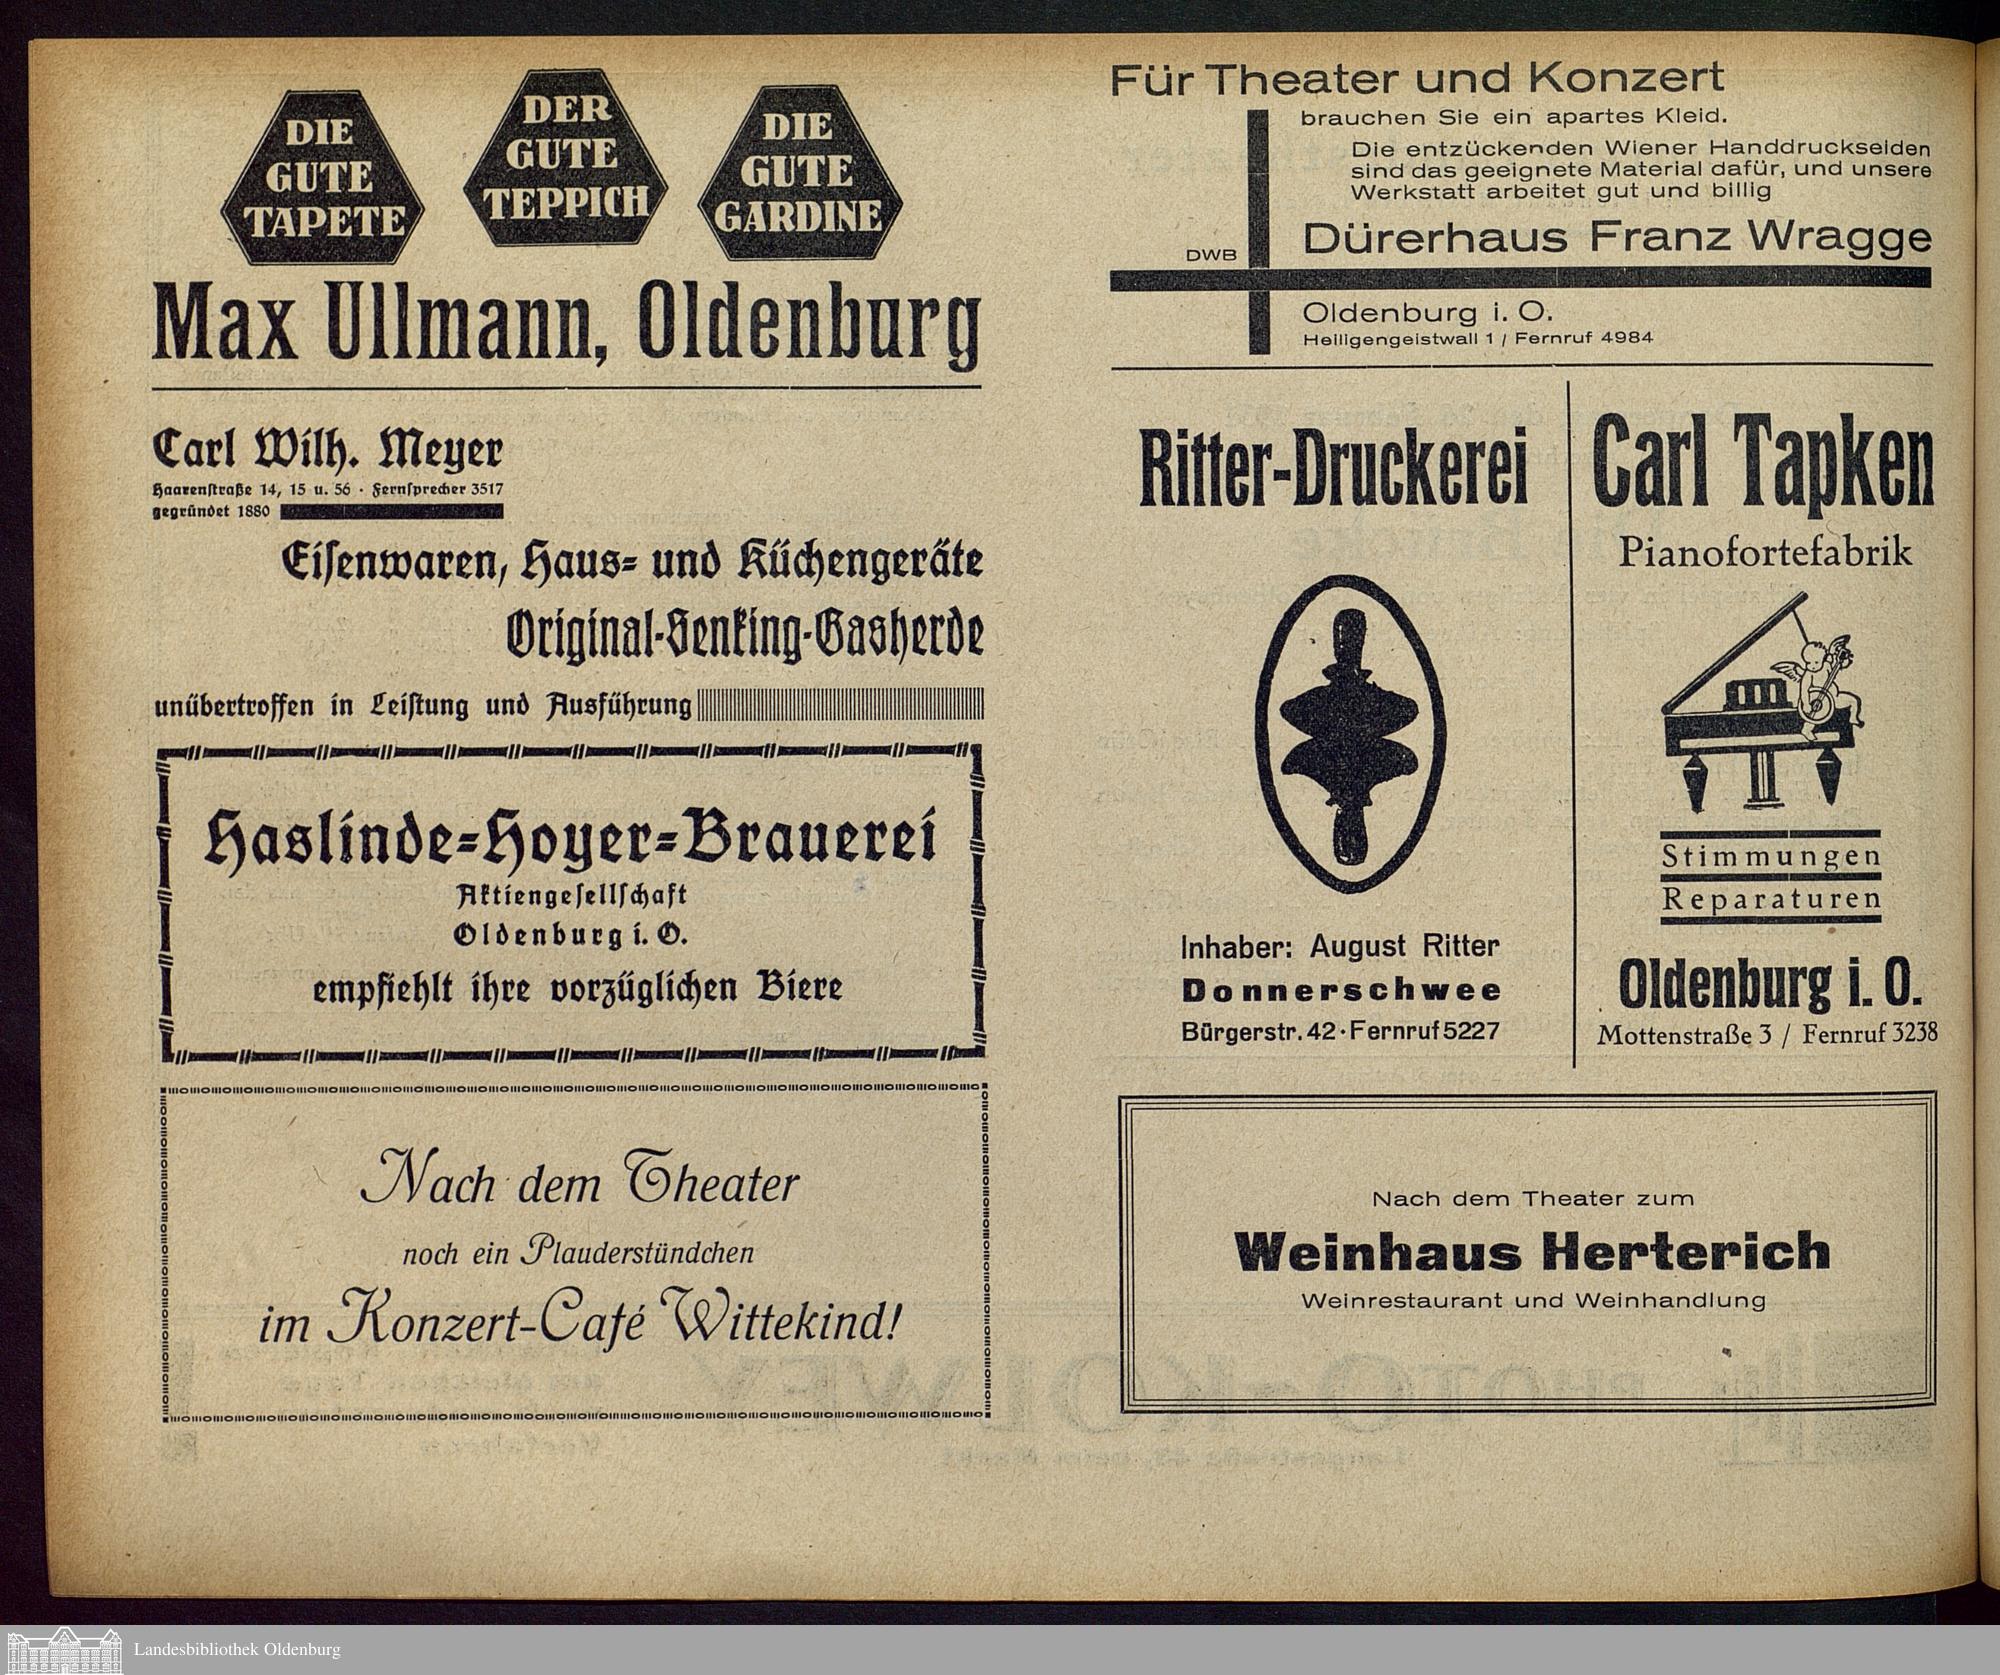 DIE
GUTE
TAPETE
DER
GUTE
TEPPICH
DIE
GUTE
GARDINE
Max Ullmann, Oldenburg
Carl Wilh. Meyer
Haarenstraße 14, 15 u. 56 · Fernsprecher 3517
gegründet 1880
Eisenwaren, Haus- und Küchengeräte
Original-Senking-Gasherde
unübertroffen in Leistung und Ausführung
Haslinde-Hoyer-Brauerei
Aktiengesellschaft
Oldenburg i. O.
empfiehlt ihre vorzüglichen Biere
Nach dem Theater
noch ein Plauderstündchen
im Konzert-Café Wittekind!
Für Theater und Konzert
brauchen Sie ein apartes Kleid.
Die entzückenden Wiener Handdruckseiden
sind das geeignete Material dafür, und unsere
Werkstatt arbeitet gut und billig
DWB
Dürerhaus Franz Wragge
Oldenburg i. O.
Heiligengeistwall 1 / Fernruf 4984
Ritter-Druckerei
Inhaber: August Ritter
Donnerschwee
Bürgerstr. 42 · Fernruf 5227
Carl Tapken
Pianofortefabrik
Stimmungen
Reparaturen
Oldenburg i. O.
Mottenstraße 3 / Fernruf 3238
Nach dem Theater zum
Weinhaus Herterich
Weinrestaurant und Weinhandlung
Landesbibliothek Oldenburg